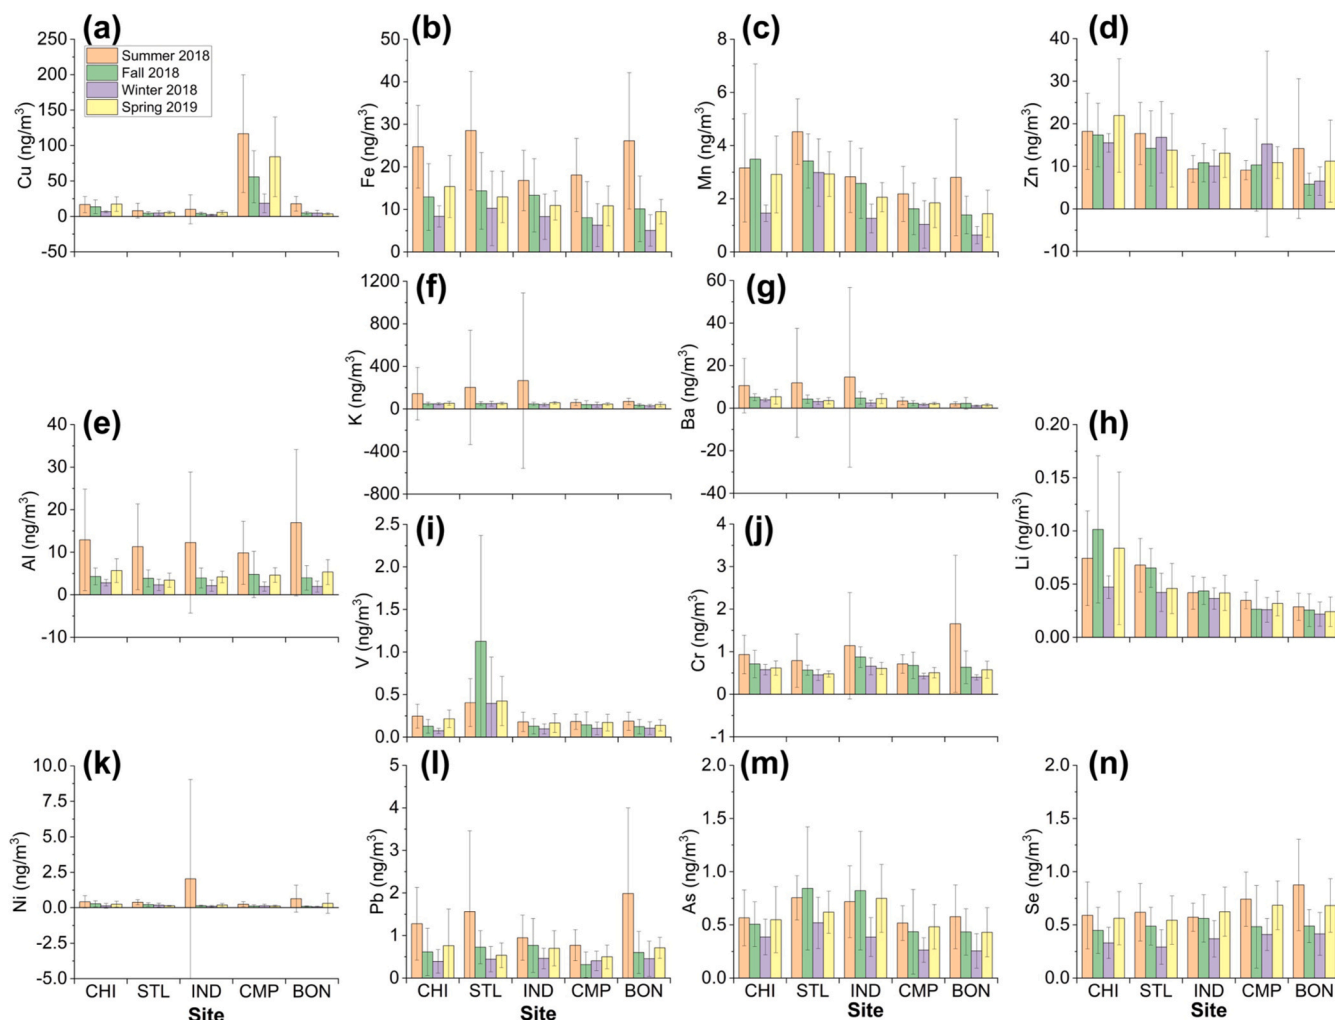 (a)
250
200
150
100
50
0
-50
Cu (ng/m³)
Summer 2018
Fall 2018
Winter 2018
Spring 2019
(b)
50
40
30
20
10
0
Fe (ng/m³)
(c)
8
6
4
2
0
Mn (ng/m³)
(d)
40
30
20
10
0
-10
Zn (ng/m³)
(e)
40
30
20
10
0
-10
Al (ng/m³)
(f)
1200
800
400
0
-400
-800
K (ng/m³)
(g)
60
40
20
0
-20
-40
Ba (ng/m³)
(h)
0.20
0.15
0.10
0.05
0.00
Li (ng/m³)
(i)
2.5
2.0
1.5
1.0
0.5
0.0
V (ng/m³)
(j)
4
3
2
1
0
-1
Cr (ng/m³)
(k)
10.0
7.5
5.0
2.5
0.0
-2.5
-5.0
Ni (ng/m³)
CHI STL IND CMP BON
Site
(l)
5
4
3
2
1
0
Pb (ng/m³)
CHI STL IND CMP BON
Site
(m)
2.0
1.5
1.0
0.5
0.0
As (ng/m³)
CHI STL IND CMP BON
Site
(n)
2.0
1.5
1.0
0.5
0.0
Se (ng/m³)
CHI STL IND CMP BON
Site